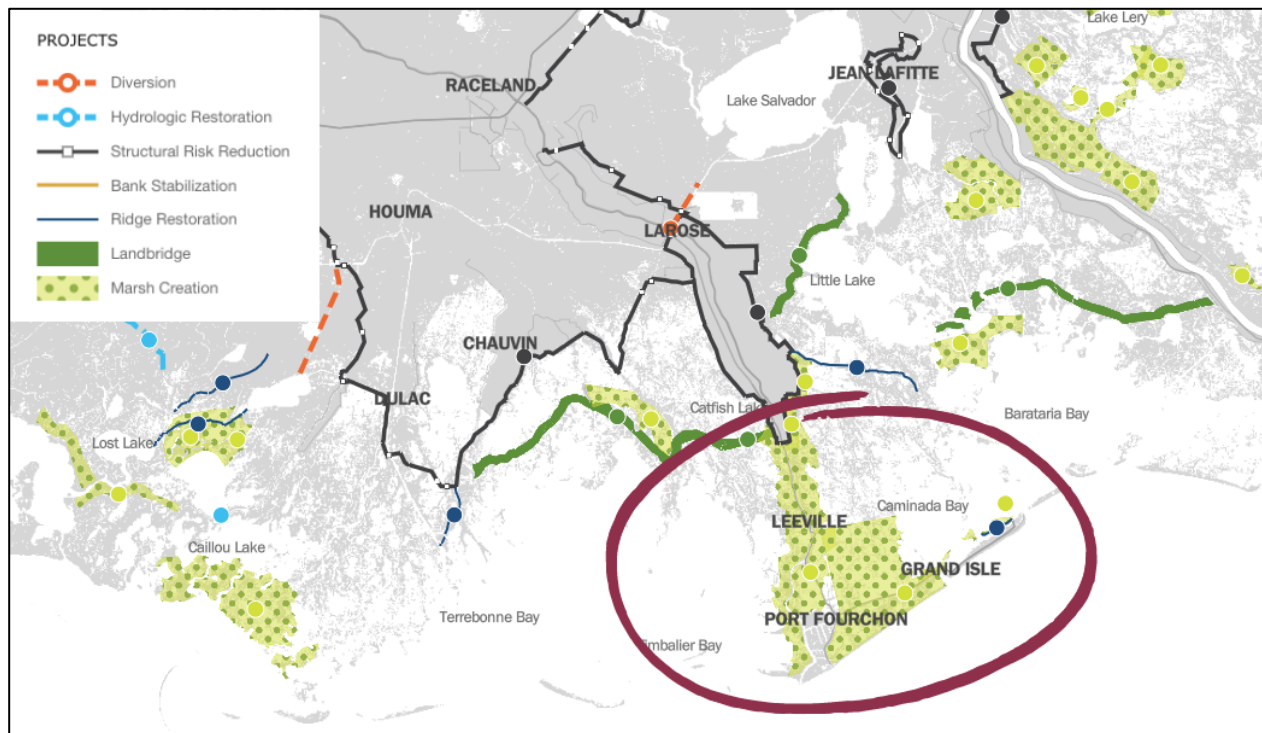 PROJECTS
Diversion
Hydrologic Restoration
Structural Risk Reduction
Bank Stabilization
Ridge Restoration
Landbridge
Marsh Creation
Lake Lery
JEAN LAFITTE
RACELAND
Lake Salvador
HOUMA
LAROSE
Little Lake
CHAUVIN
DULAC
Catfish
Barataria Bay
Lost Lake
Caminada Bay
LEEVILLE
Caillou Lake
GRAND ISLE
Terrebonne Bay
PORT FOURCHON
Bay